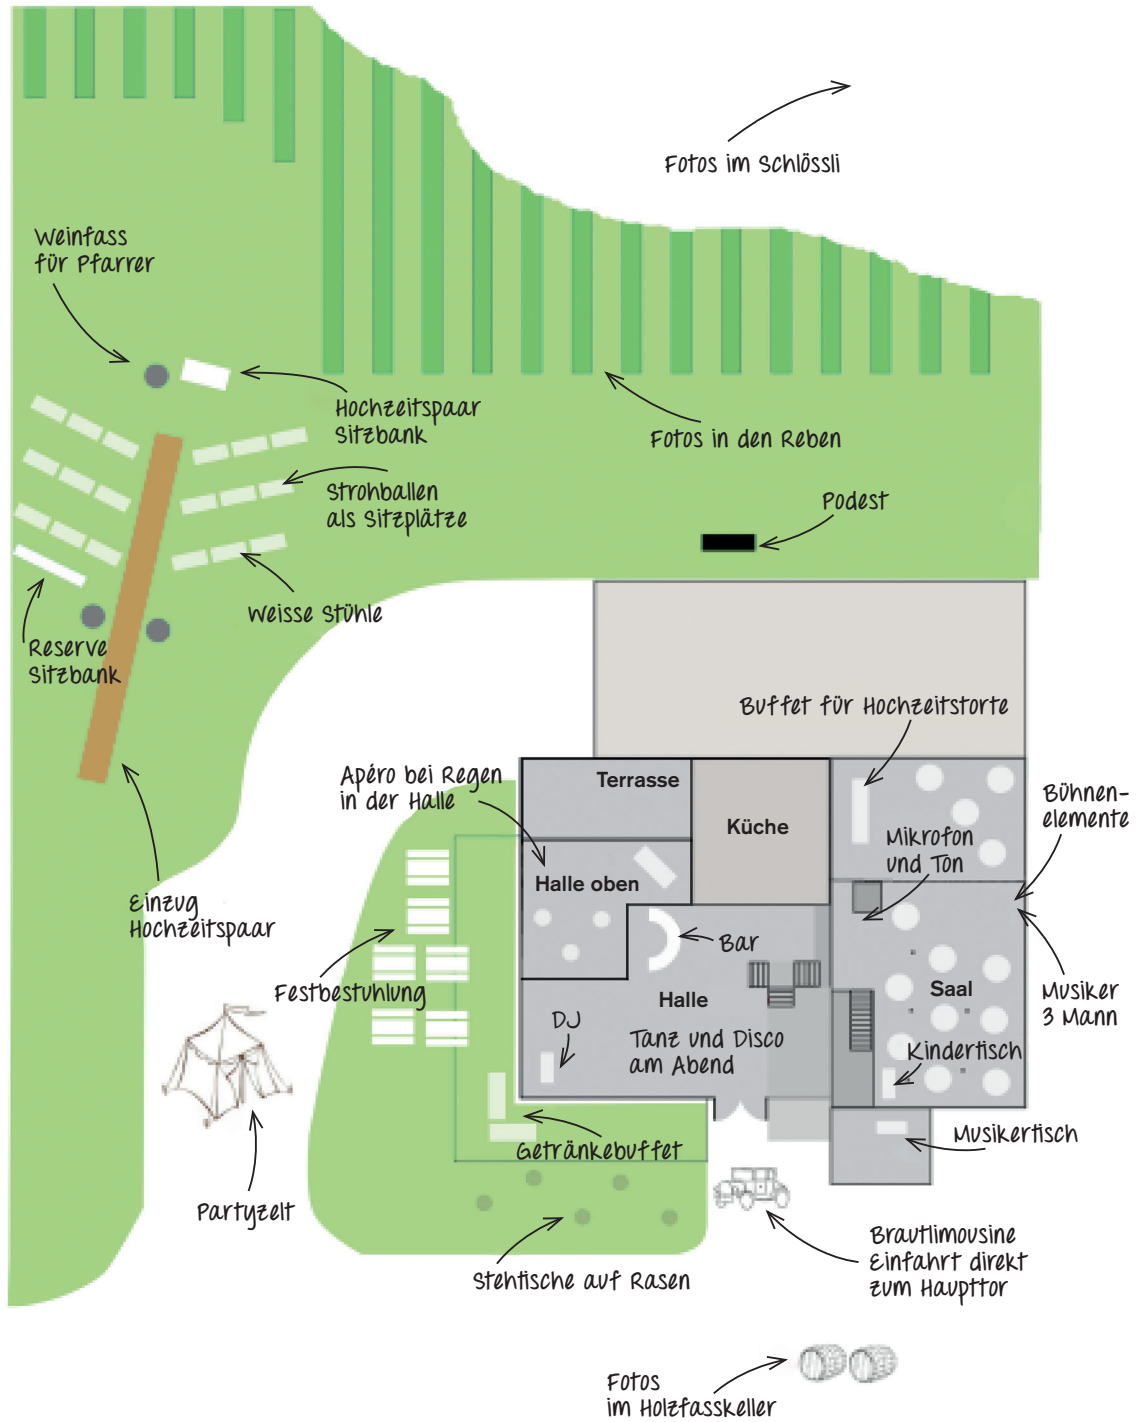 Fotos im Schlössli
Weinfass
für Pfarrer
Hochzeitspaar
Sitzbank
Fotos in den Reben
Strohballen
als Sitzplätze
Podest
Weisse Stühle
Reserve
Sitzbank
Buffet für Hochzeitstorte
Apéro bei Regen
in der Halle
Terrasse
Küche
Bühnen-
elemente
Mikrofon
und Ton
Halle oben
Einzug
Hochzeitspaar
Bar
Festbestuhlung
Halle
Saal
Musiker
3 Mann
DJ
Tanz und Disco
am Abend
Kindertisch
Getränkebuffet
Musikertisch
Partyzelt
Stehtische auf Rasen
Brautlimousine
Einfahrt direkt
zum Haupttor
Fotos
im Holzfasskeller